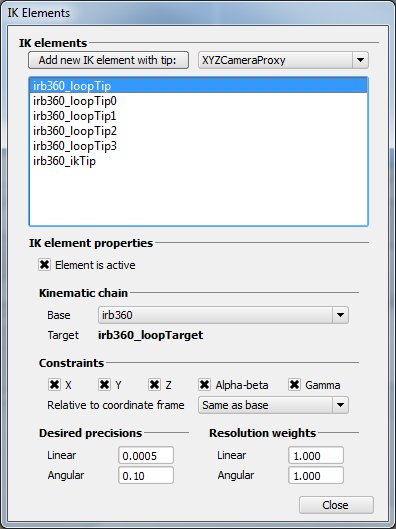 IK Elements
IK elements
Add new IK element with tip: XYZCameraProxy
irb360_loopTip
irb360_loopTip0
irb360_loopTip1
irb360_loopTip2
irb360_loopTip3
irb360_ikTip
IK element properties
Element is active
Kinematic chain
Base irb360
Target irb360_loopTarget
Constraints
X Y Z Alpha-beta Gamma
Relative to coordinate frame Same as base
Desired precisions Resolution weights
Linear 0.0005 Linear 1.000
Angular 0.10 Angular 1.000
Close